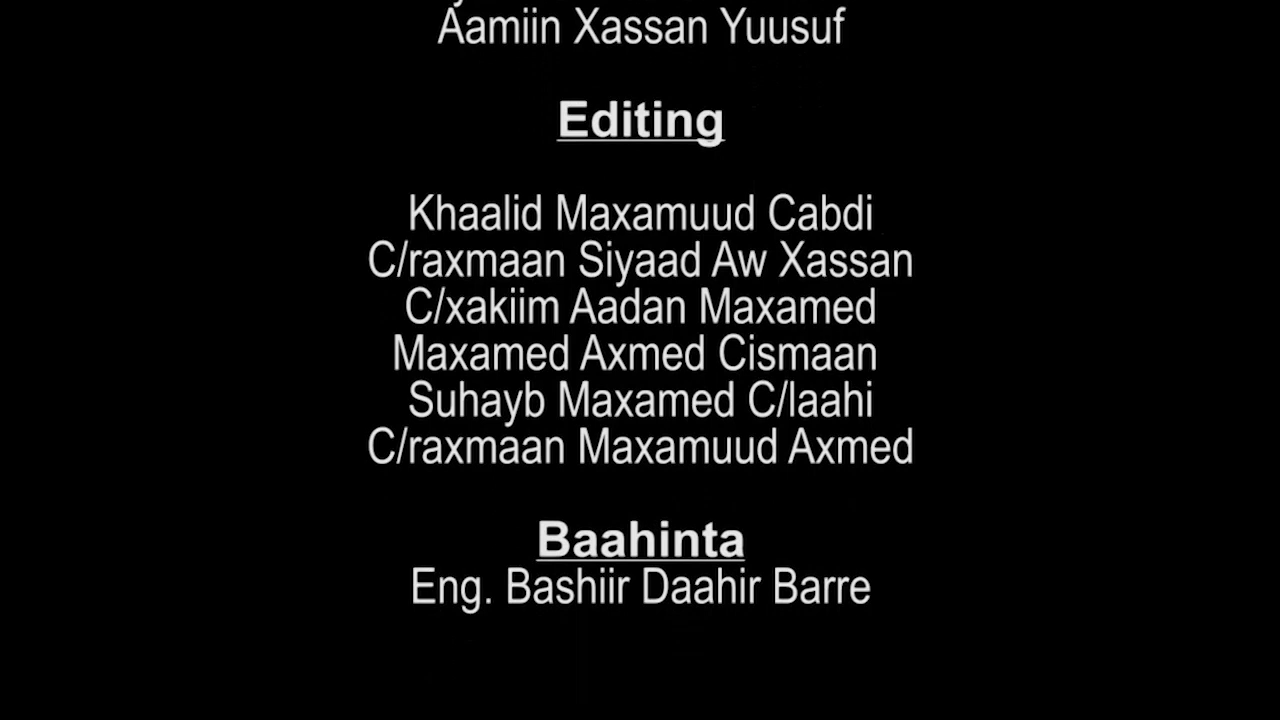 Aamiin Xassan Yuusuf
Editing
Khaalid Maxamuud Cabdi
C/raxmaan Siyaad Aw Xassan
C/xakiim Aadan Maxamed
Maxamed Axmed Cismaan
Suhayb Maxamed C/laahi
C/raxmaan Maxamuud Axmed
Baahinta
Eng. Bashiir Daahir Barre